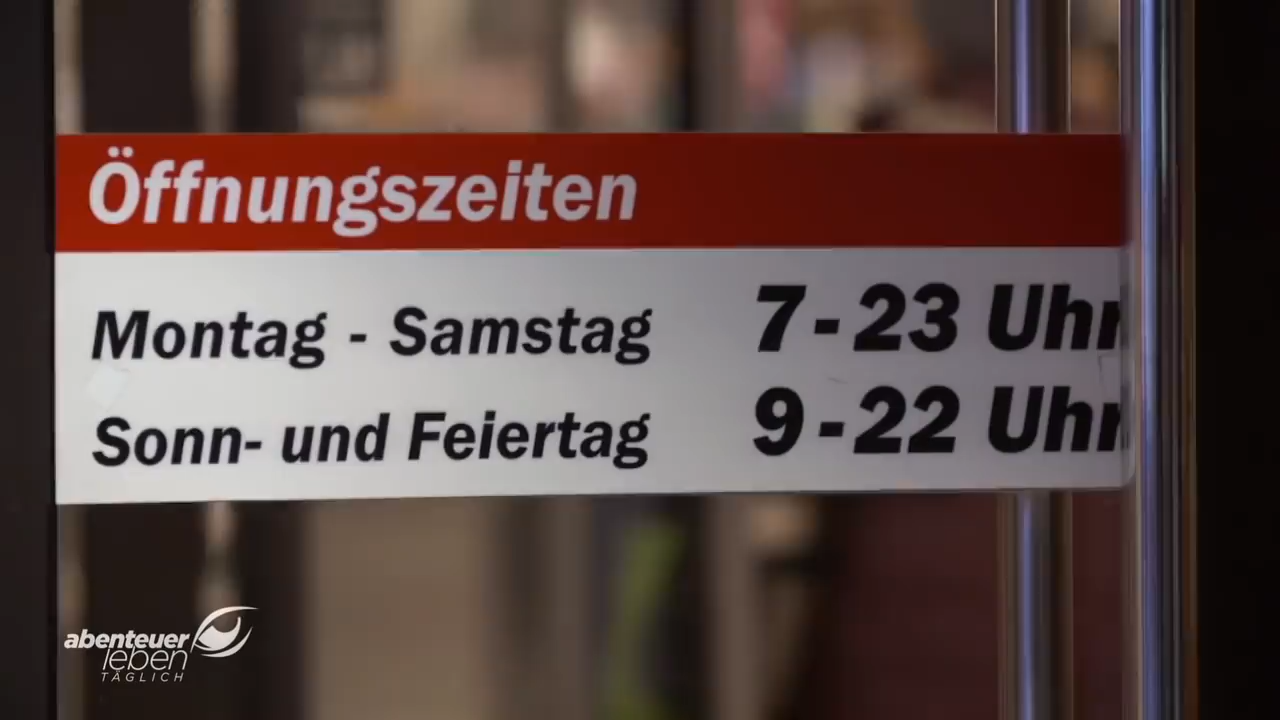 Öffnungszeiten
Montag - Samstag 7-23 Uhr
Sonn- und Feiertag 9-22 Uhr
abenteuer
leben
TÄGLICH